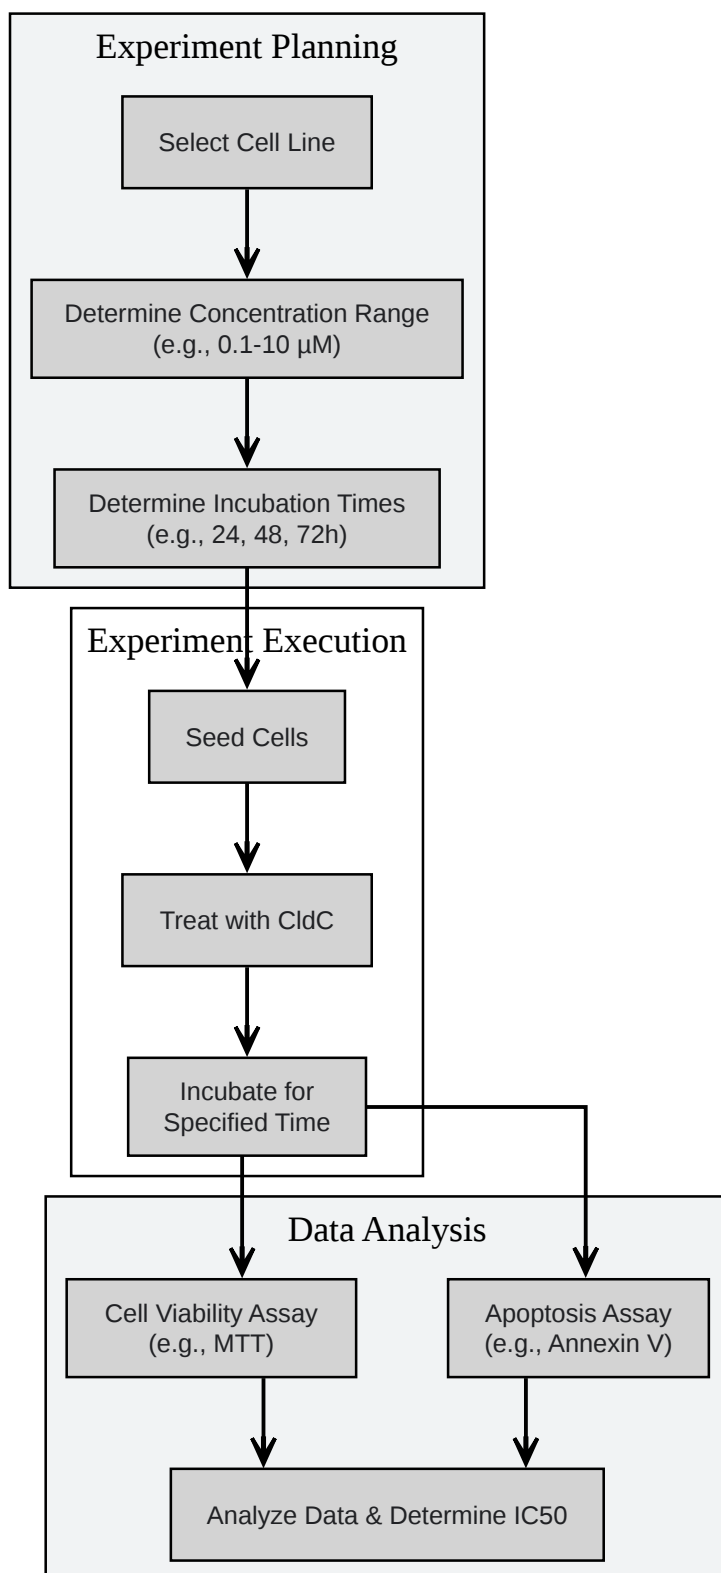 Experiment Planning
Select Cell Line
Determine Concentration Range
(e.g., 0.1-10 µM)
Determine Incubation Times
(e.g., 24, 48, 72h)
Experiment Execution
Seed Cells
Treat with CldC
Incubate for
Specified Time
Data Analysis
Cell Viability Assay
(e.g., MTT)
Apoptosis Assay
(e.g., Annexin V)
Analyze Data & Determine IC50